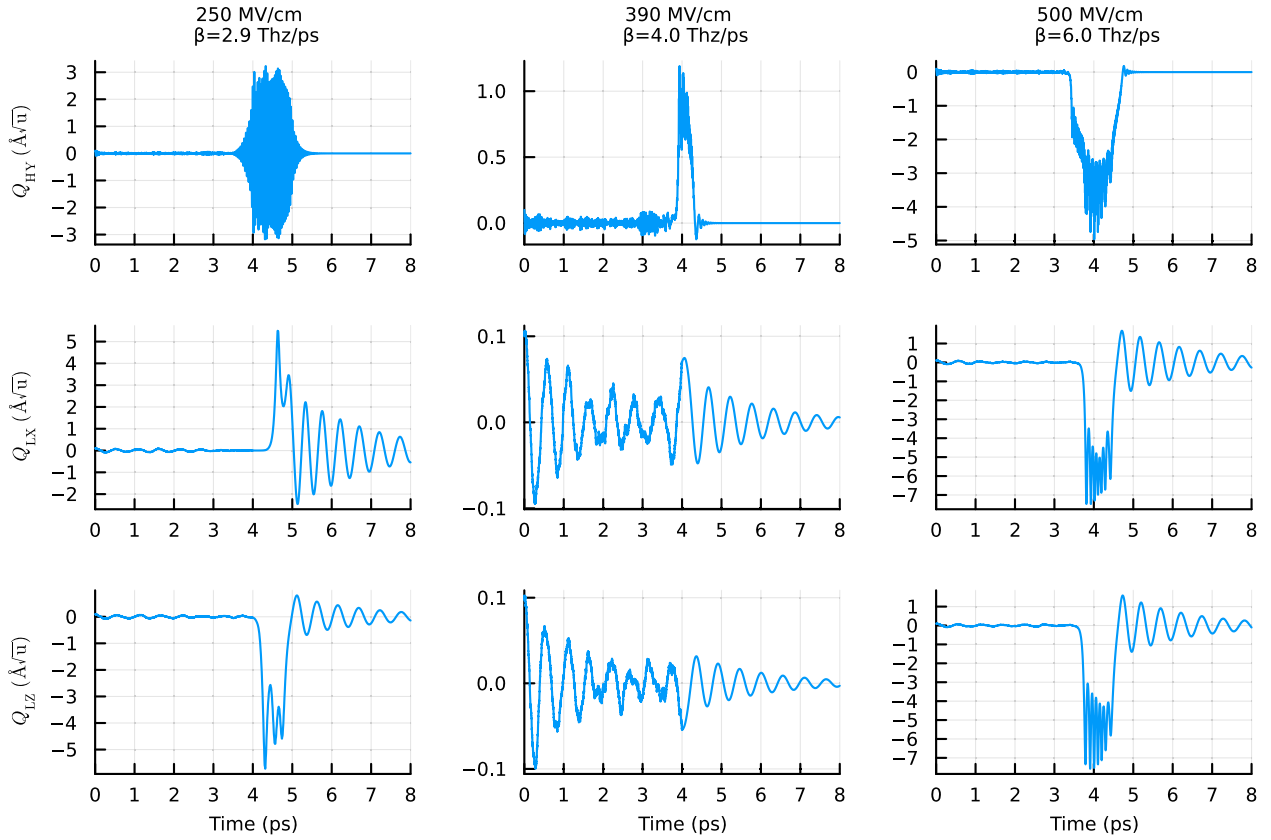 250 MV/cm
β=2.9 Thz/ps
390 MV/cm
β=4.0 Thz/ps
500 MV/cm
β=6.0 Thz/ps
Q_HY (Å√u)
3
2
1
0
−1
−2
−3
0 1 2 3 4 5 6 7 8
1.0
0.5
0.0
0 1 2 3 4 5 6 7 8
0
−1
−2
−3
−4
−5
0 1 2 3 4 5 6 7 8
Q_LX (Å√u)
5
4
3
2
1
0
−1
−2
0 1 2 3 4 5 6 7 8
0.1
0.0
−0.1
0 1 2 3 4 5 6 7 8
1
0
−1
−2
−3
−4
−5
−6
−7
0 1 2 3 4 5 6 7 8
Q_LZ (Å√u)
0
−1
−2
−3
−4
−5
0 1 2 3 4 5 6 7 8
Time (ps)
0.1
0.0
−0.1
0 1 2 3 4 5 6 7 8
Time (ps)
1
0
−1
−2
−3
−4
−5
−6
−7
0 1 2 3 4 5 6 7 8
Time (ps)